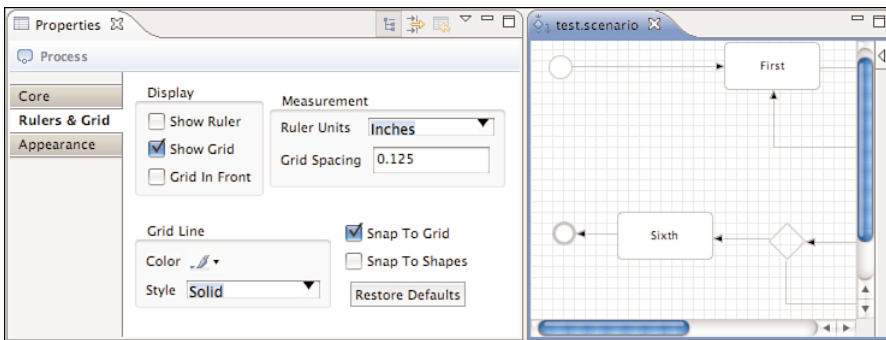 Properties
Process
Core
Rulers & Grid
Appearance
Display
Show Ruler
Show Grid
Grid In Front
Measurement
Ruler Units Inches
Grid Spacing 0.125
Grid Line
Color
Style Solid
Snap To Grid
Snap To Shapes
Restore Defaults
test.scenario
First
Sixth